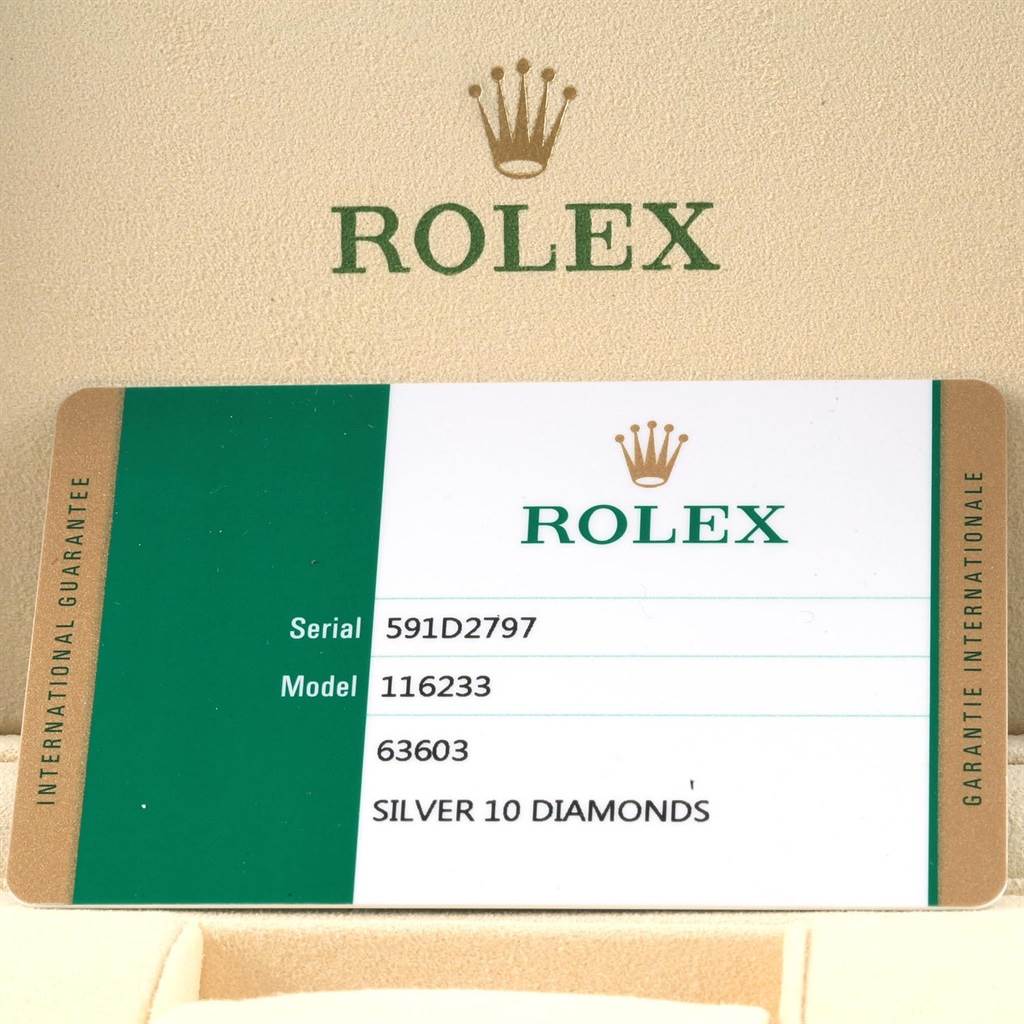 ROLEX
ROLEX
INTERNATIONAL GUARANTEE
Serial 591D2797
Model 116233
63603
SILVER 10 DIAMONDS
GARANTIE INTERNATIONALE